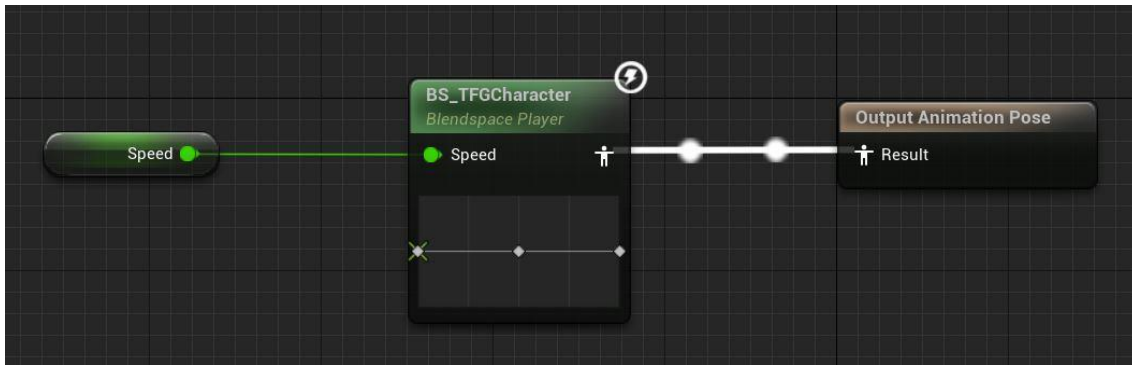 Speed
BS_TFGCharacter
Blendspace Player
Speed
Output Animation Pose
Result